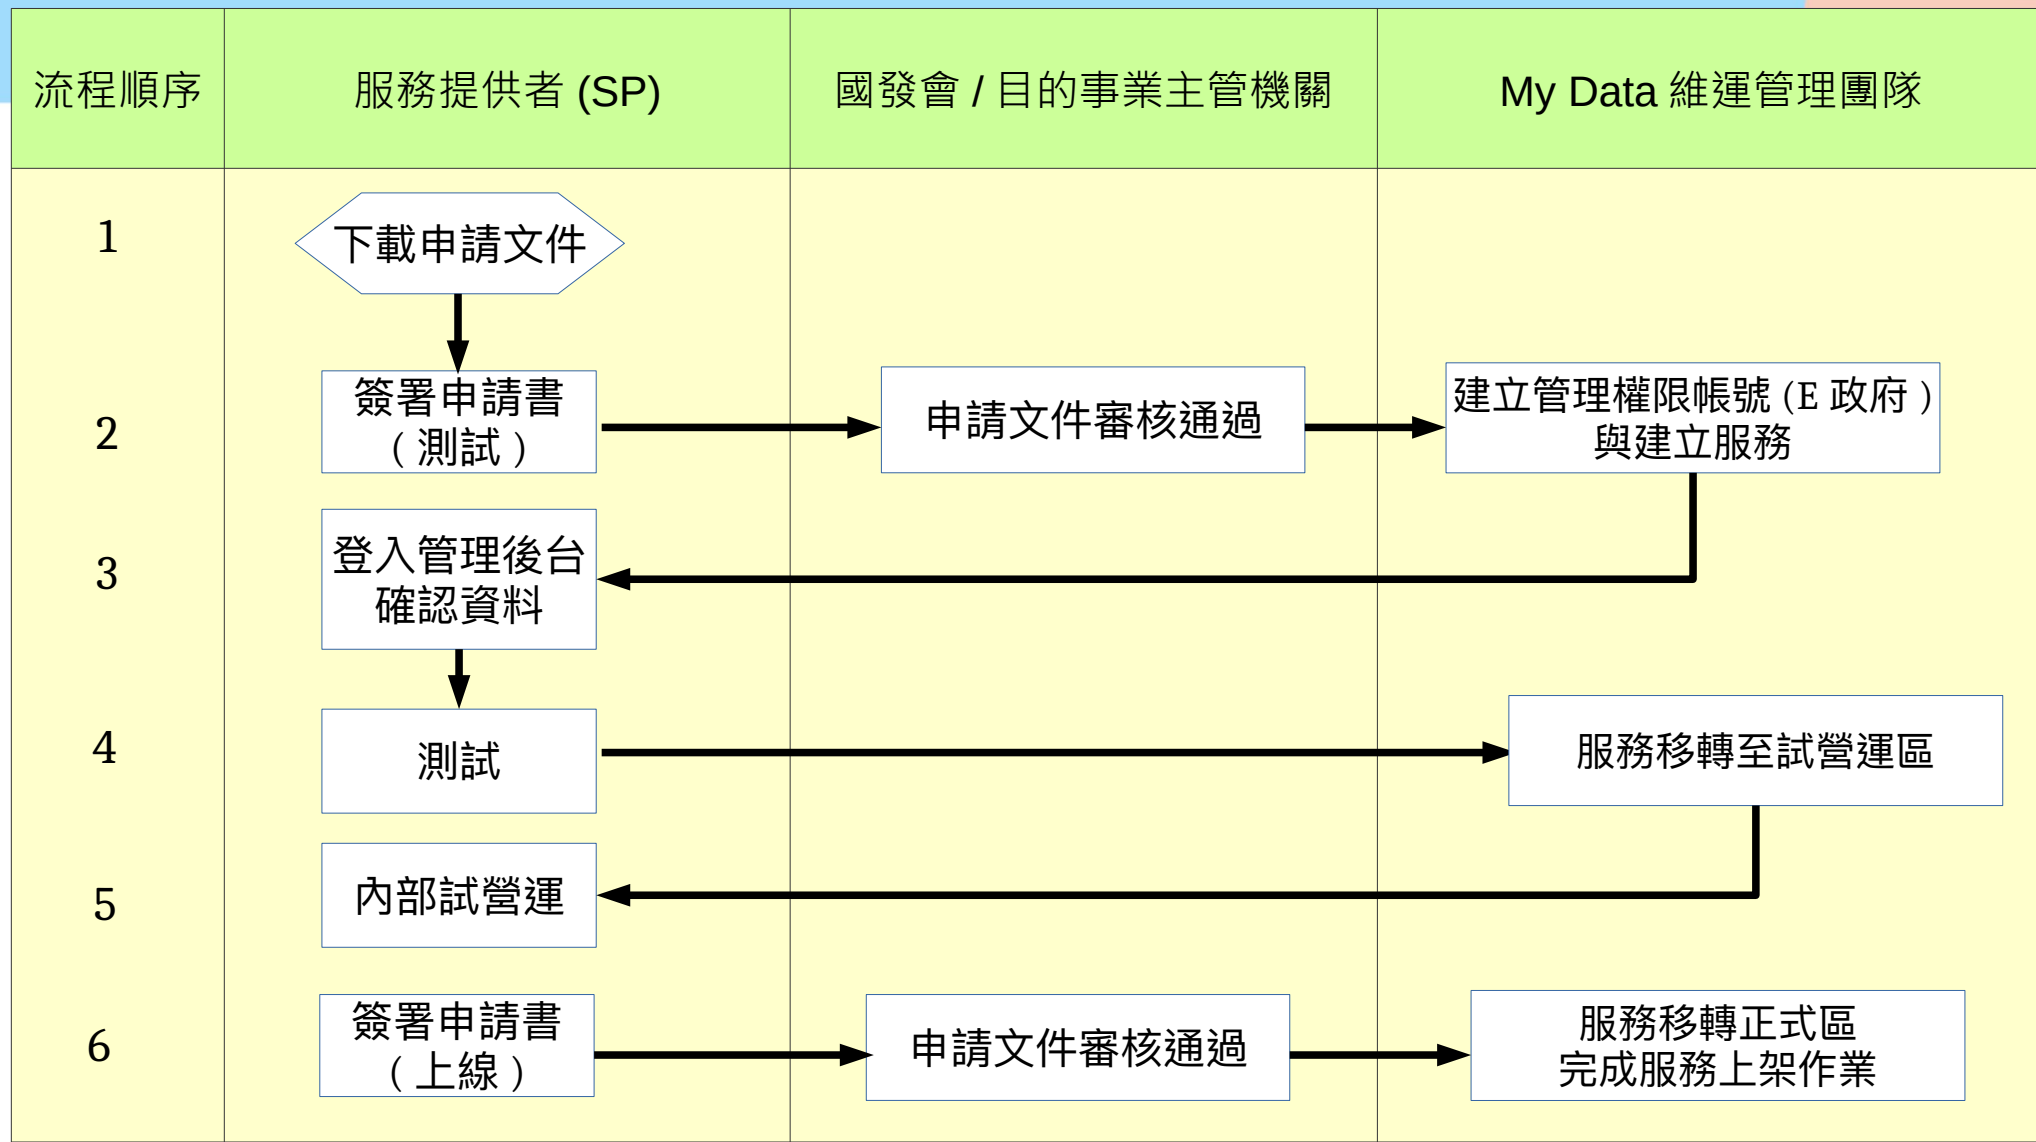 流程順序
服務提供者 (SP)
國發會 / 目的事業主管機關
My Data 維運管理團隊
1
下載申請文件
2
簽署申請書
( 測試 )
申請文件審核通過
建立管理權限帳號 (E 政府 )
與建立服務
3
登入管理後台
確認資料
4
測試
服務移轉至試營運區
5
內部試營運
6
簽署申請書
( 上線 )
申請文件審核通過
服務移轉正式區
完成服務上架作業